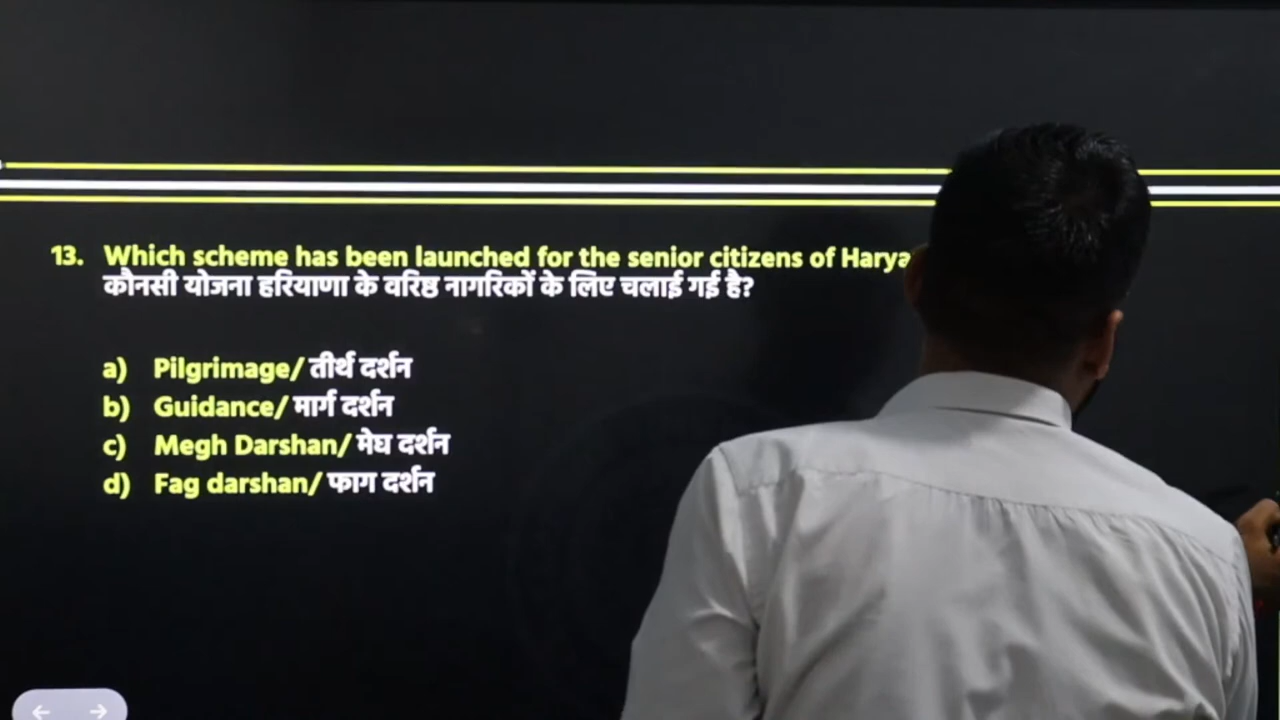 13. Which scheme has been launched for the senior citizens of Harya
कौनसी योजना हरियाणा के वरिष्ठ नागरिकों के लिए चलाई गई है?
a) Pilgrimage/ तीर्थ दर्शन
b) Guidance/ मार्ग दर्शन
c) Megh Darshan/ मेघ दर्शन
d) Fag darshan/ फाग दर्शन